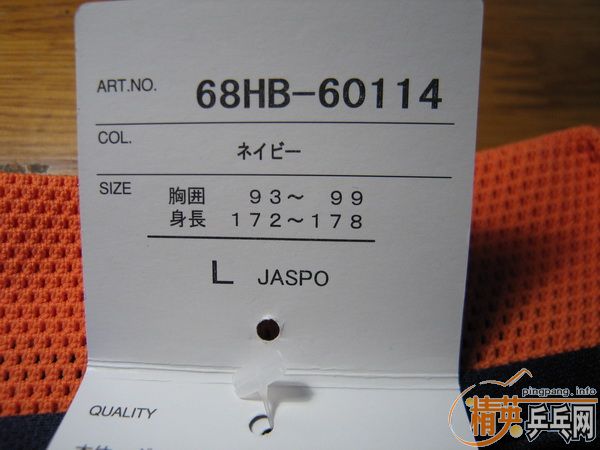 ART.NO. 68HB-60114
COL. ネイビー
SIZE 胸囲 93～ 99
身長 172～178
L JASPO
QUALITY
pingpang.info
精英乒乓网